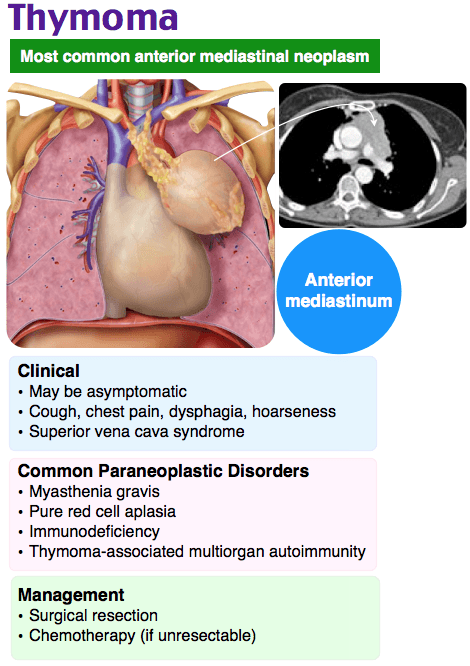 Thymoma
Most common anterior mediastinal neoplasm
Anterior
mediastinum
Clinical
• May be asymptomatic
• Cough, chest pain, dysphagia, hoarseness
• Superior vena cava syndrome
Common Paraneoplastic Disorders
• Myasthenia gravis
• Pure red cell aplasia
• Immunodeficiency
• Thymoma-associated multiorgan autoimmunity
Management
• Surgical resection
• Chemotherapy (if unresectable)